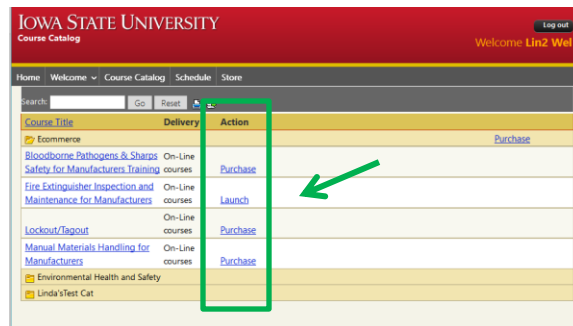 IOWA STATE UNIVERSITY
Course Catalog
Log out
Welcome Lin2 Wel
Home Welcome Course Catalog Schedule Store
Search: Go Reset
Course Title Delivery Action
Ecommerce Purchase
Bloodborne Pathogens & Sharps On-Line
Safety for Manufacturers Training courses Purchase
Fire Extinguisher Inspection and On-Line
Maintenance for Manufacturers courses Launch
On-Line
Lockout/Tagout courses Purchase
Manual Materials Handling for On-Line
Manufacturers courses Purchase
Environmental Health and Safety
Linda'sTest Cat